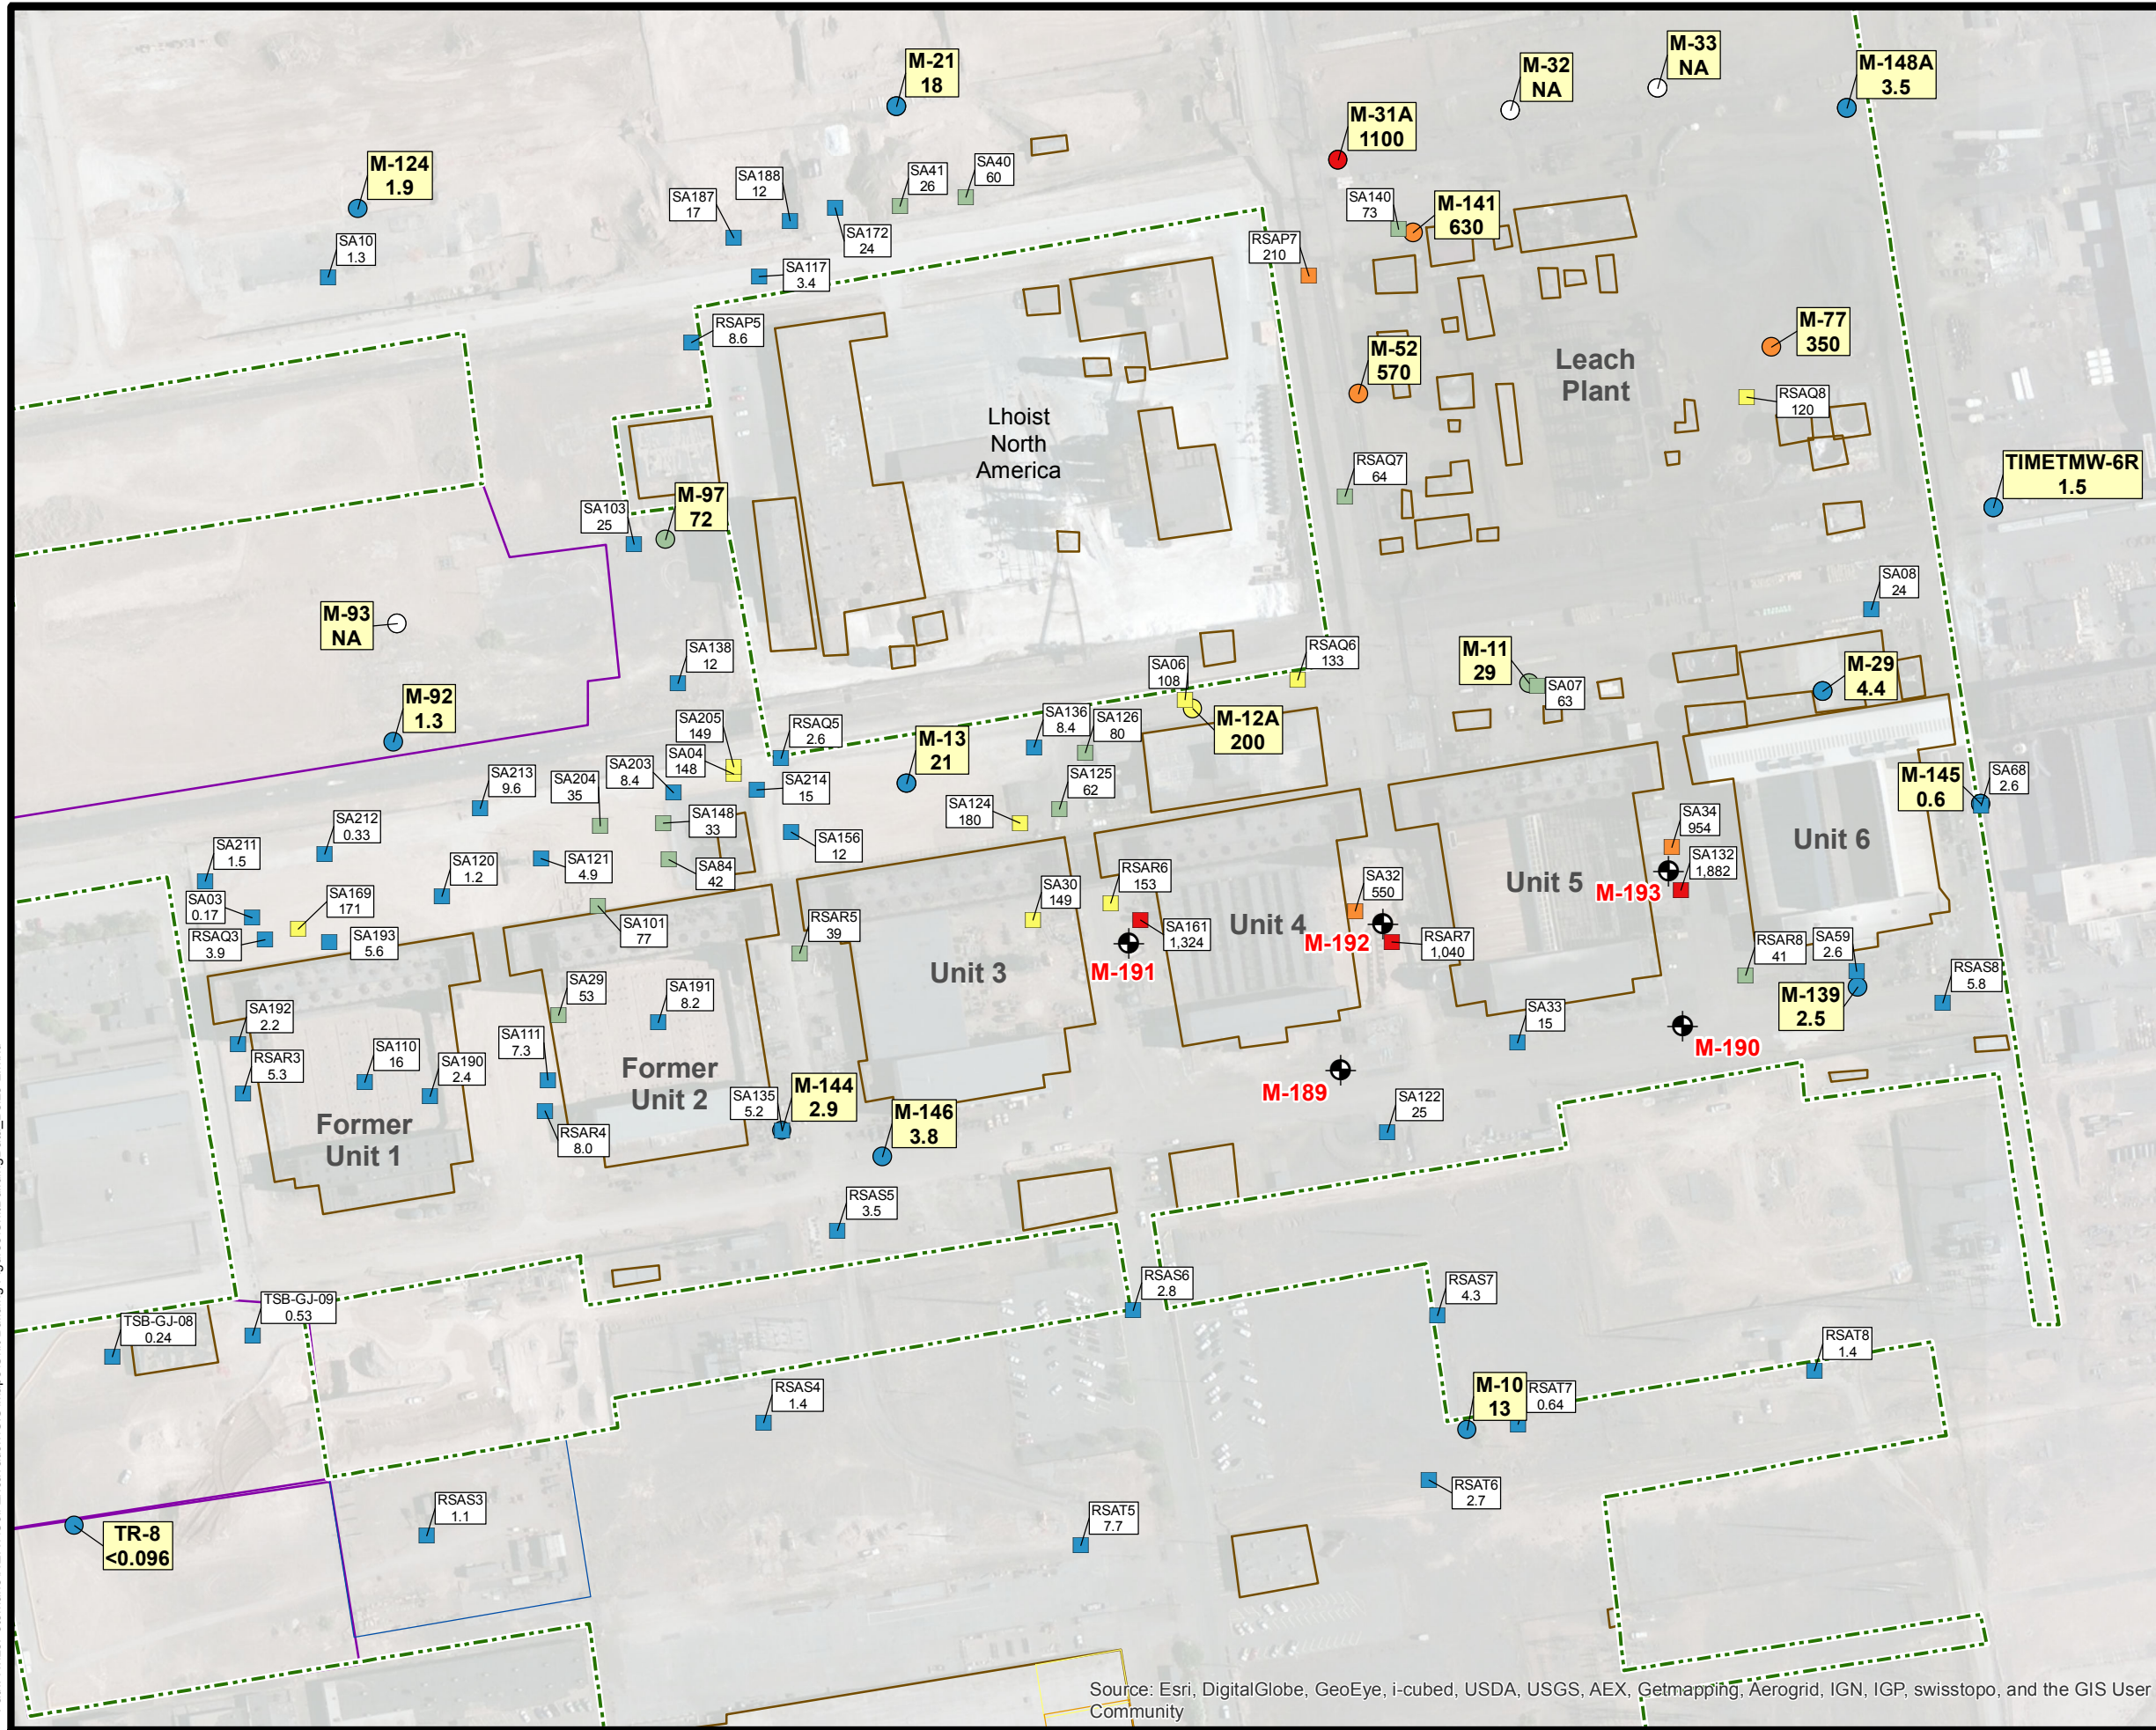 M-21
18
M-33
NA
M-32
NA
M-148A
3.5
M-31A
1100
M-124
1.9
SA188
12
SA41
26
SA40
60
SA187
17
SA140
73
M-141
630
SA172
24
SA10
1.3
RSAP7
210
SA117
3.4
RSAP5
8.6
M-77
350
M-52
570
Leach
Plant
RSAQ8
120
Lhoist
North
America
RSAQ7
64
TIMETMW-6R
1.5
M-97
72
SA103
25
SA08
24
M-93
NA
SA138
12
RSAQ6
133
SA06
108
M-11
29
SA07
63
M-29
4.4
M-92
1.3
SA205
149
RSAQ5
2.6
SA136
8.4
SA126
80
M-12A
200
M-13
21
SA04
148
SA203
8.4
SA213
9.6
SA204
35
SA214
15
SA125
62
M-145
0.6
SA68
2.6
SA124
180
SA148
33
SA212
0.33
SA34
954
Unit 6
SA156
12
SA211
1.5
SA120
1.2
SA121
4.9
SA84
42
SA132
1,882
M-193
Unit 5
RSAR6
153
SA32
550
SA03
0.17
SA169
171
SA30
149
RSAQ3
3.9
SA193
5.6
SA101
77
RSAR5
39
SA161
1,324
Unit 4
M-192
RSAR7
1,040
RSAR8
41
SA59
2.6
M-191
Unit 3
RSAS8
5.8
SA29
53
SA191
8.2
M-139
2.5
SA192
2.2
SA33
15
M-190
SA111
7.3
RSAR3
5.3
SA110
16
SA190
2.4
Former
Unit 2
SA135
5.2
M-144
2.9
M-189
SA122
25
M-146
3.8
Former
Unit 1
RSAR4
8.0
RSAS5
3.5
RSAS6
2.8
RSAS7
4.3
TSB-GJ-09
0.53
TSB-GJ-08
0.24
RSAT8
1.4
RSAS4
1.4
M-10
13
RSAT7
0.64
RSAT6
2.7
RSAS3
1.1
RSAT5
7.7
TR-8
<0.096
Source: Esri, DigitalGlobe, GeoEye, i-cubed, USDA, USGS, AEX, Getmapping, Aerogrid, IGN, IGP, swisstopo, and the GIS User
Community